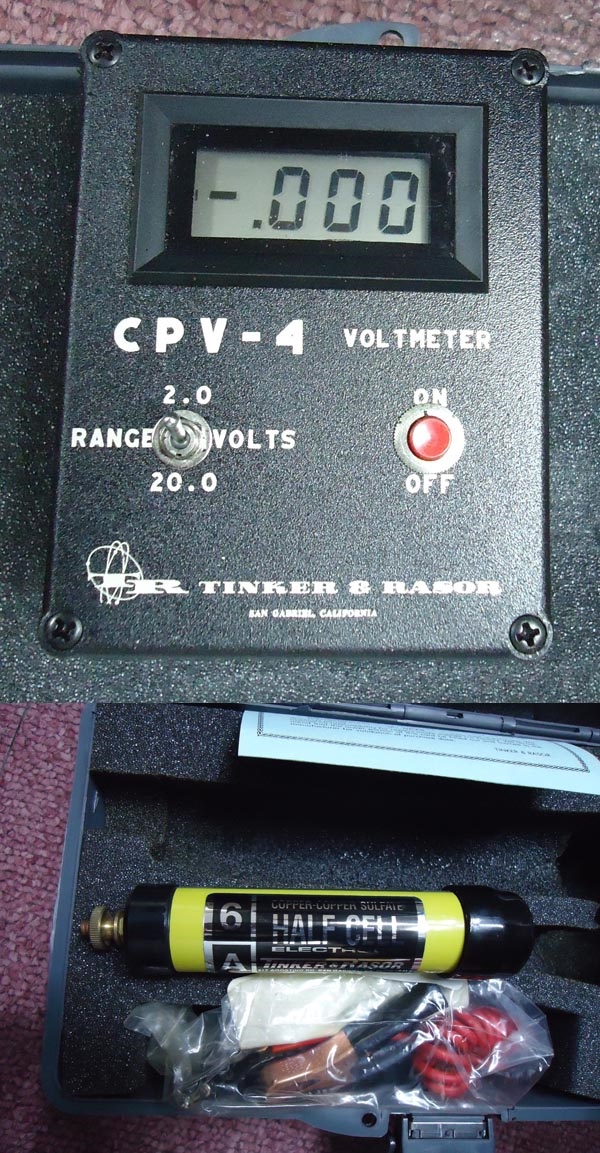 -.000
CPV-4 VOLTMETER
2.0 ON
RANGE VOLTS
20.0 OFF
TINKER & RASOR
SAN GABRIEL, CALIFORNIA
6 COPPER-COPPER SULFATE
HALF CELL
A
TINKER & RASOR